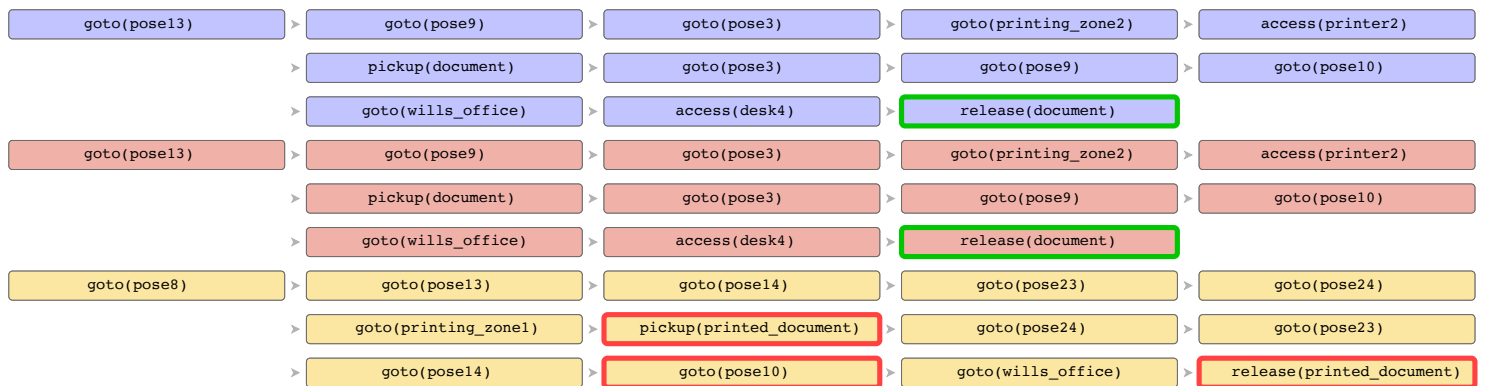 goto(pose13) goto(pose9) goto(pose3) goto(printing_zone2) access(printer2)
pickup(document) goto(pose3) goto(pose9) goto(pose10)
goto(wills_office) access(desk4) release(document)
goto(pose13) goto(pose9) goto(pose3) goto(printing_zone2) access(printer2)
pickup(document) goto(pose3) goto(pose9) goto(pose10)
goto(wills_office) access(desk4) release(document)
goto(pose8) goto(pose13) goto(pose14) goto(pose23) goto(pose24)
goto(printing_zone1) pickup(printed_document) goto(pose24) goto(pose23)
goto(pose14) goto(pose10) goto(wills_office) release(printed_document)